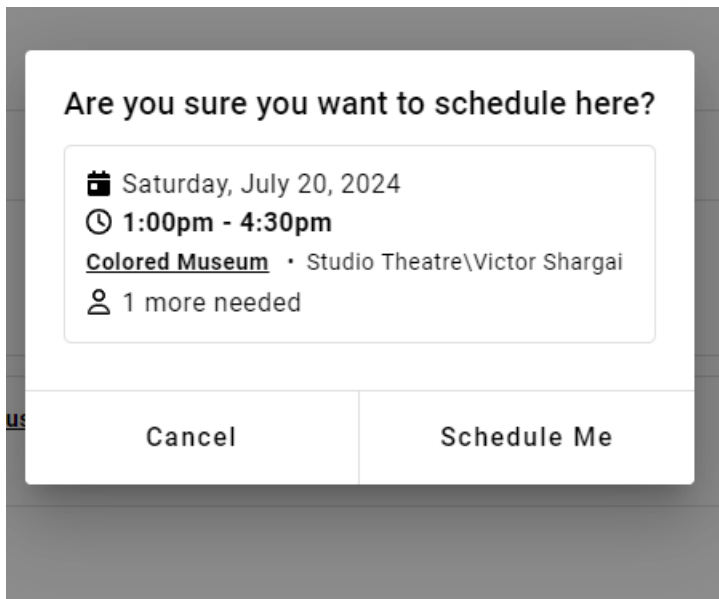 Are you sure you want to schedule here?
Saturday, July 20, 2024
1:00pm - 4:30pm
Colored Museum • Studio Theatre\Victor Shargai
1 more needed
us
Cancel
Schedule Me